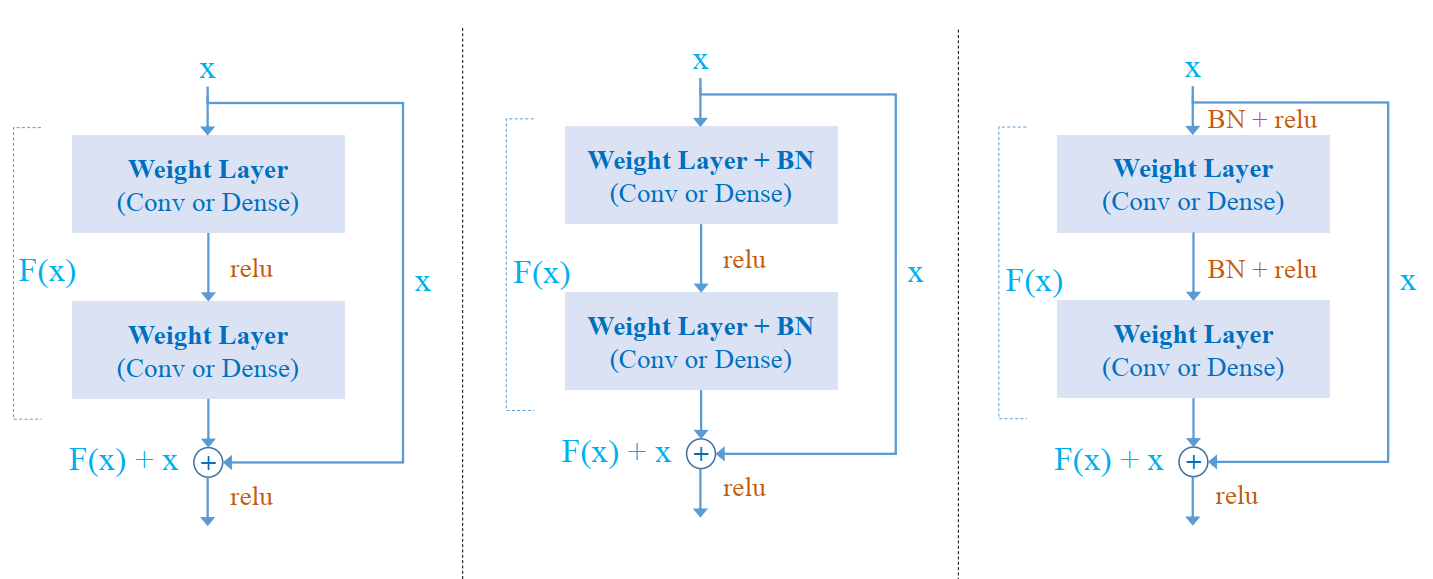 x
Weight Layer
(Conv or Dense)
F(x)
relu
x
Weight Layer
(Conv or Dense)
F(x) + x
+
relu
x
Weight Layer + BN
(Conv or Dense)
F(x)
relu
x
Weight Layer + BN
(Conv or Dense)
F(x) + x
+
relu
x
BN + relu
Weight Layer
(Conv or Dense)
F(x)
BN + relu
x
Weight Layer
(Conv or Dense)
F(x) + x
+
relu